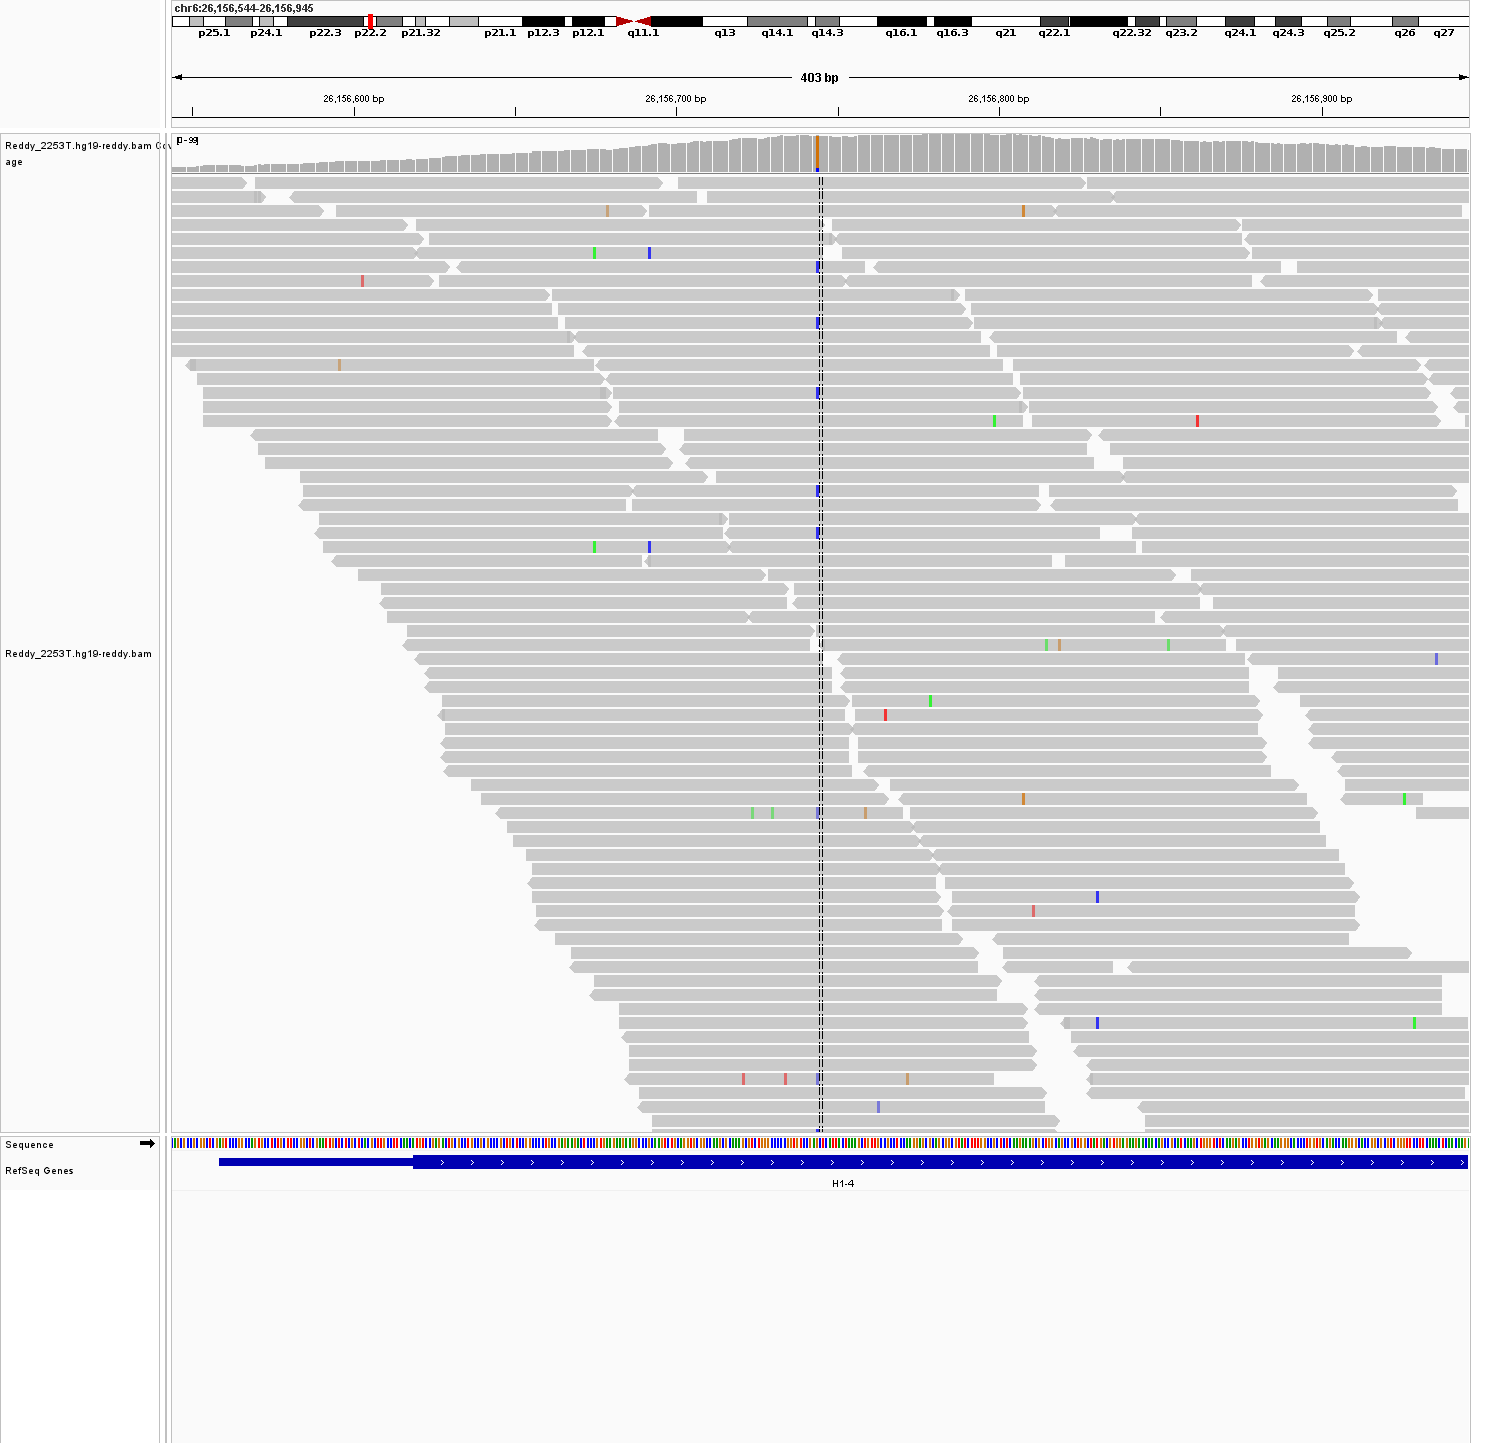 chr6:26,156,544-26,156,945
p25.1 p24.1 p22.3 p22.2 p21.32 p21.1 p12.3 p12.1 q11.1 q13 q14.1 q14.3 q16.1 q16.3 q21 q22.1 q22.32 q23.2 q24.1 q24.3 q25.2 q26 q27
403 bp
26,156,600 bp 26,156,700 bp 26,156,800 bp 26,156,900 bp
Reddy_2253T.hg19-reddy.bam Cov
age
[0-99]
Reddy_2253T.hg19-reddy.bam
Sequence
RefSeq Genes
H1-4